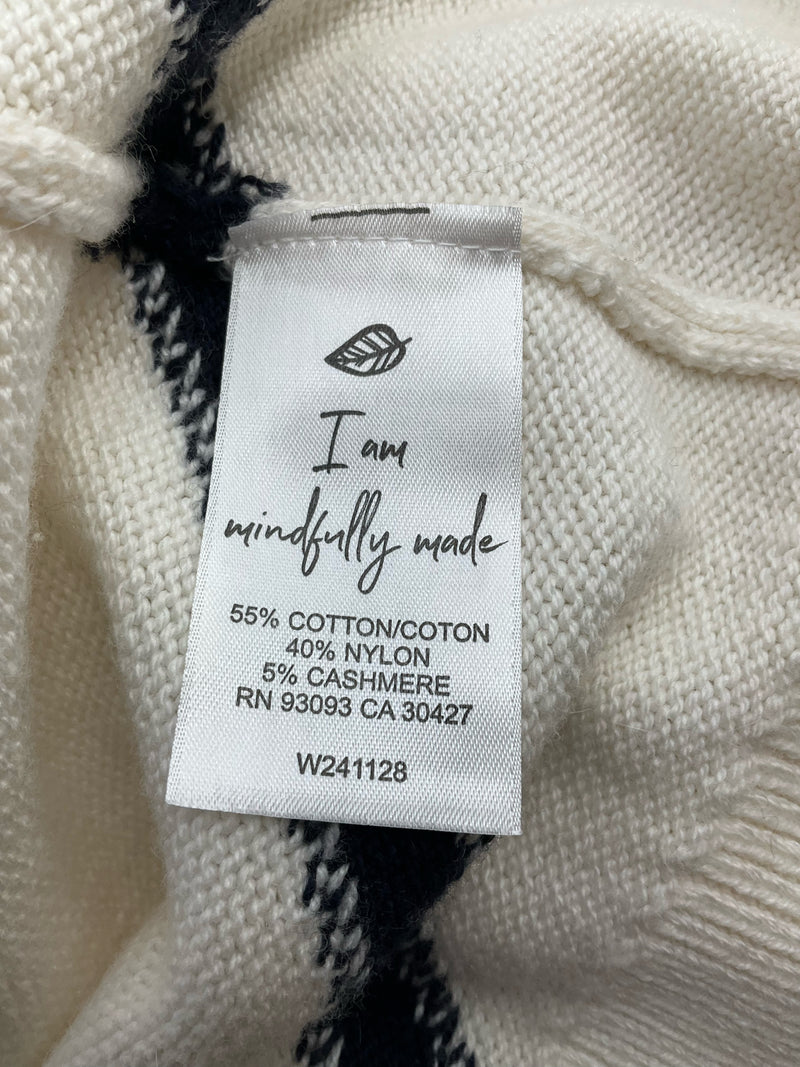 I am
mindfully made
55% COTTON/COTON
40% NYLON
5% CASHMERE
RN 93093 CA 30427
W241128